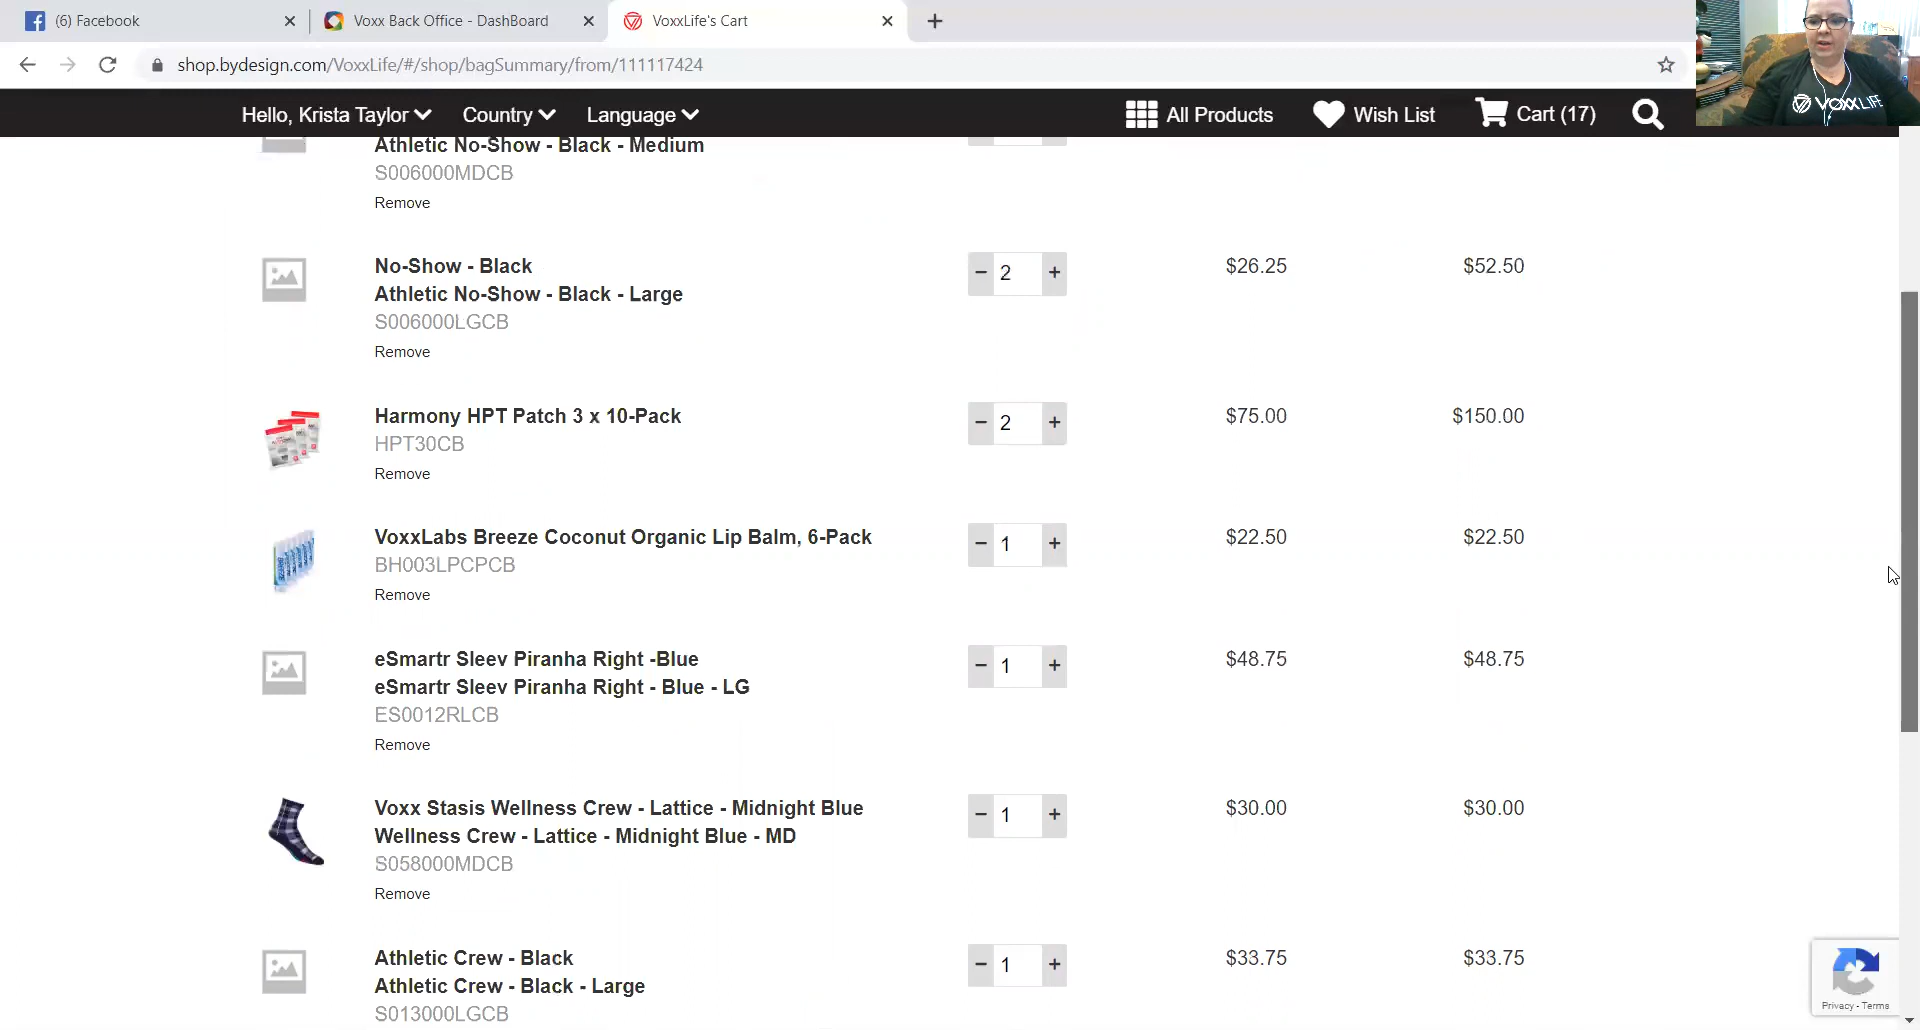 (6) Facebook
Voxx Back Office - DashBoard
VoxxLife's Cart
shop.bydesign.com/VoxxLife/#/shop/bagSummary/from/111117424
VOXXLIFE
Hello, Krista Taylor
Country
Language
All Products
Wish List
Cart (17)
Athletic No-Show - Black - Medium
S006000MDCB
Remove
No-Show - Black
Athletic No-Show - Black - Large
S006000LGCB
Remove
2
$26.25
$52.50
Harmony HPT Patch 3 x 10-Pack
HPT30CB
Remove
2
$75.00
$150.00
VoxxLabs Breeze Coconut Organic Lip Balm, 6-Pack
BH003LPCPCB
Remove
1
$22.50
$22.50
eSmartr Sleev Piranha Right -Blue
eSmartr Sleev Piranha Right - Blue - LG
ES0012RLCB
Remove
1
$48.75
$48.75
Voxx Stasis Wellness Crew - Lattice - Midnight Blue
Wellness Crew - Lattice - Midnight Blue - MD
S058000MDCB
Remove
1
$30.00
$30.00
Athletic Crew - Black
Athletic Crew - Black - Large
S013000LGCB
1
$33.75
$33.75
Privacy - Terms